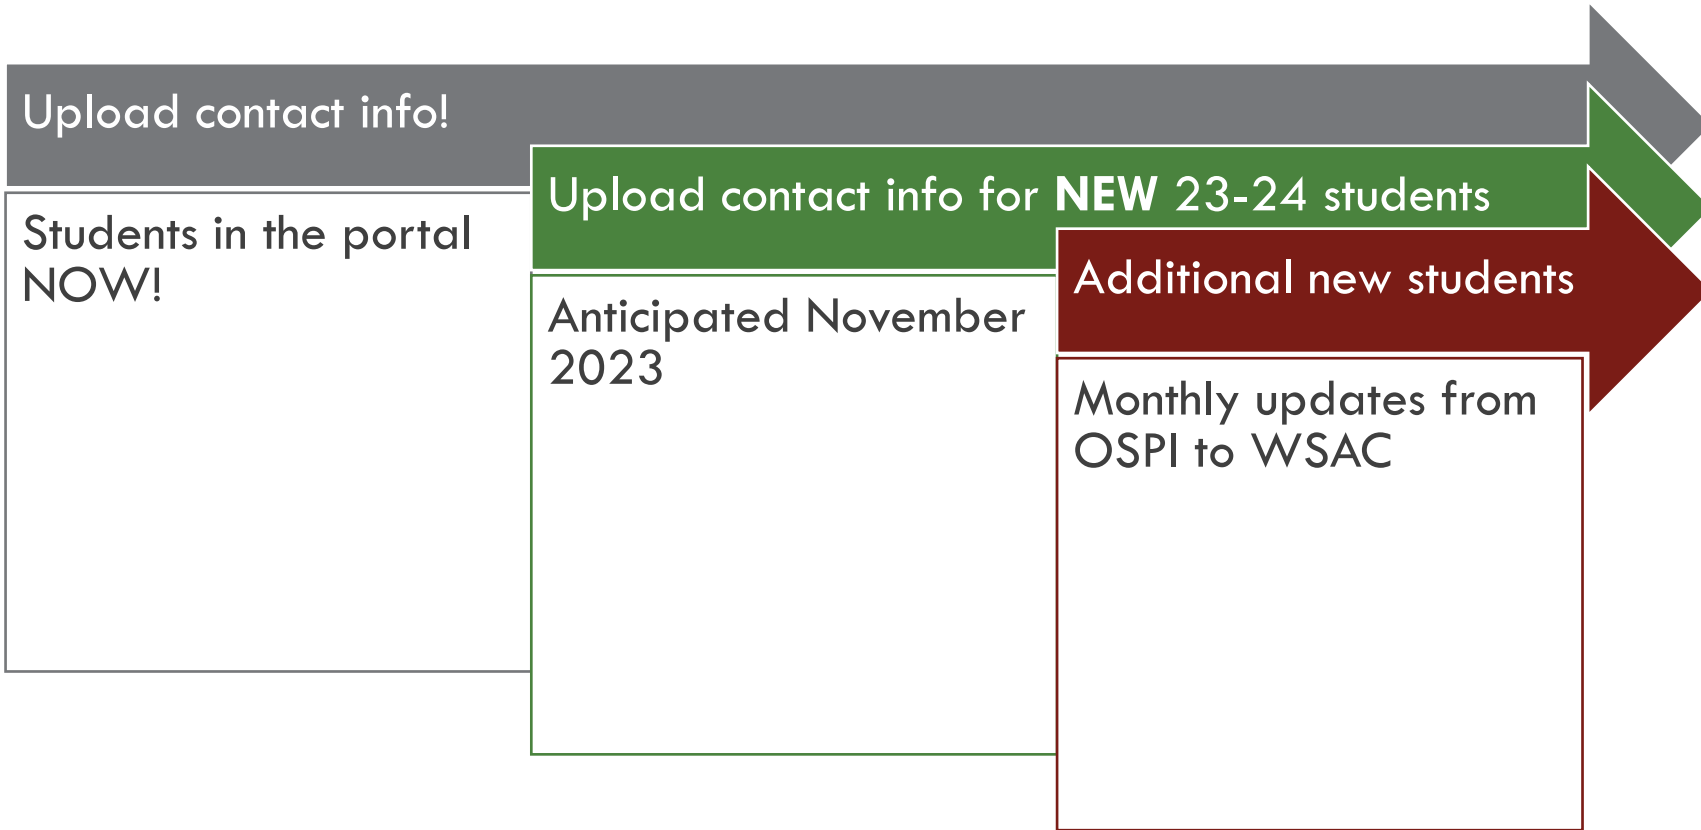 Upload contact info!
Students in the portal
NOW!
Upload contact info for NEW 23-24 students
Anticipated November
2023
Additional new students
Monthly updates from
OSPI to WSAC